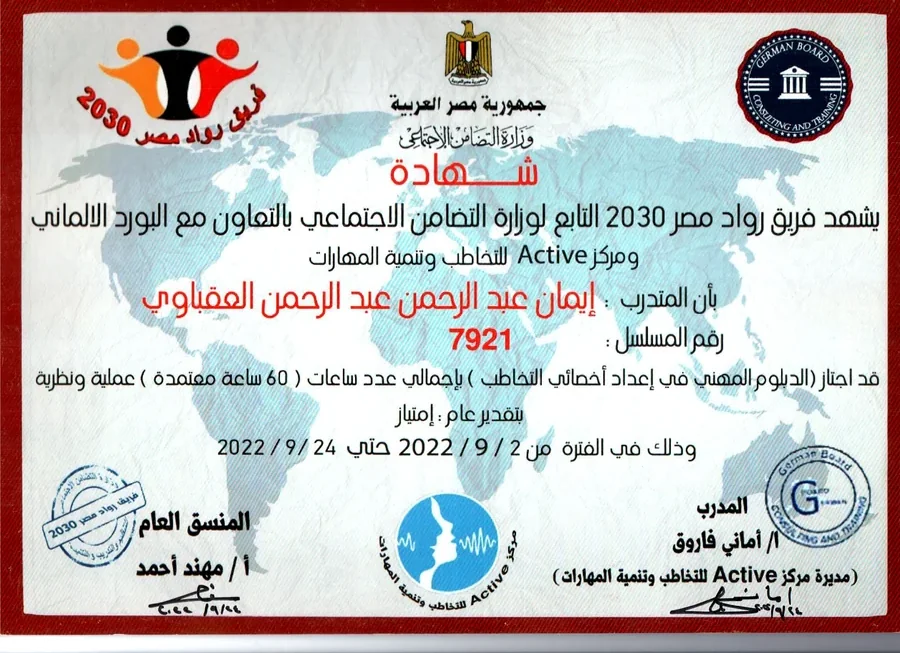 فريق رواد مصر 2030
جمهورية مصر العربية
وزارة التضامن الاجتماعى
GERMAN BOARD
CONSULTING AND TRAINING
شهادة
يشهد فريق رواد مصر 2030 التابع لوزارة التضامن الاجتماعي بالتعاون مع البورد الالماني
ومركز Active للتخاطب وتنمية المهارات
بأن المتدرب : إيمان عبد الرحمن عبد الرحمن العقباوي
رقم المسلسل : 7921
قد اجتاز (الدبلوم المهني في إعداد أخصائي التخاطب ) بإجمالي عدد ساعات ( 60 ساعة معتمدة ) عملية ونظرية
بتقدير عام : إمتياز
وذلك في الفترة من 2 / 9 / 2022 حتي 24 / 9 / 2022
المدرب
أ/ أماني فاروق
(مديرة مركز Active للتخاطب وتنمية المهارات)
German Board
G
CONSULTING AND TRAINING
مركز Active للتخاطب وتنمية المهارات
المنسق العام
أ / مهند أحمد
فريق رواد مصر 2030